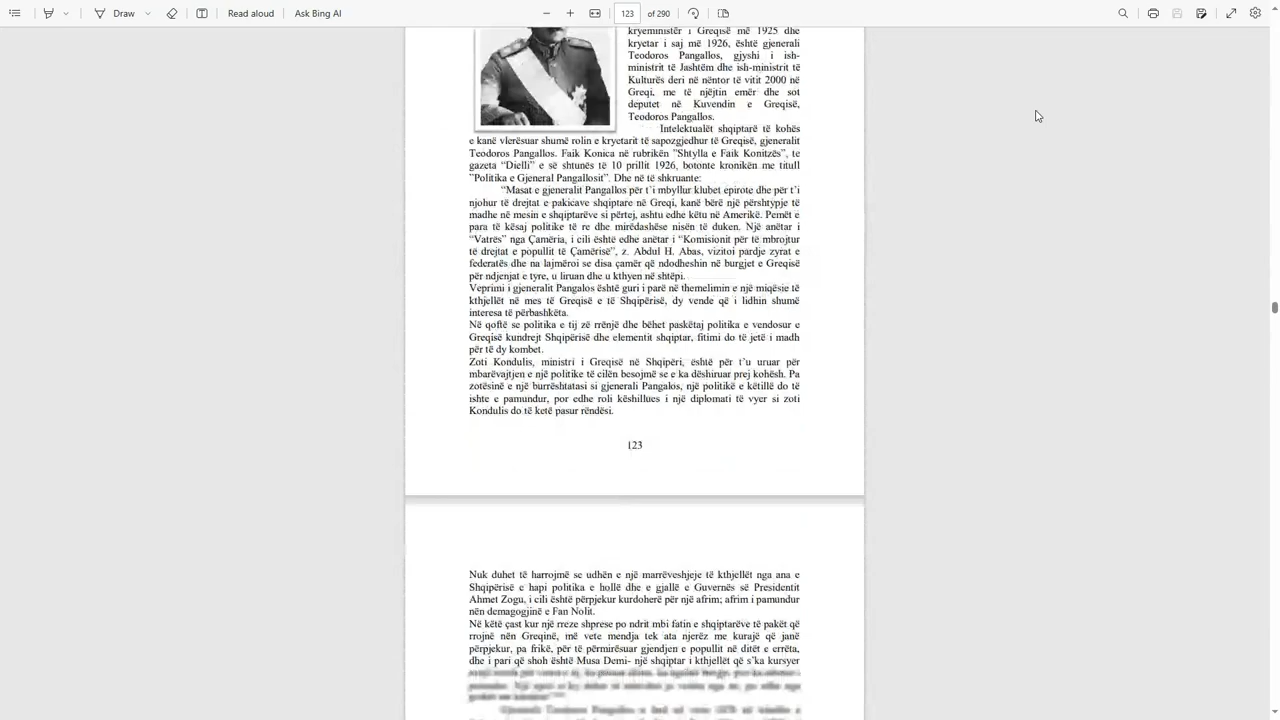 Draw
Read aloud
Ask Bing AI
123
of 290
kryeministër i Greqisë më 1925 dhe
kryetar i saj më 1926, është gjenerali
Teodoros Pangallos, gjyshi i ish-
ministrit të Jashtëm dhe ish-ministrit të
Kulturës deri në nëntor të vitit 2000 në
Greqi, me të njëjtin emër dhe sot
deputet në Kuvendin e Greqisë,
Teodoros Pangallos.
Intelektualët shqiptarë të kohës
e kanë vlerësuar shumë rolin e kryetarit të sapozgjedhur të Greqisë, gjeneralit
Teodoros Pangallos. Faik Konica në rubrikën "Shtylla e Faik Konitzës", te
gazeta "Dielli" e së shtunës të 10 prillit 1926, botonte kronikën me titull
"Politika e Gjeneral Pangallosit". Dhe në të shkruante:
"Masat e gjeneralit Pangallos për t'i mbyllur klubet epirote dhe për t'i
njohur të drejtat e pakicave shqiptare në Greqi, kanë bërë një përshtypje të
madhe në mesin e shqiptarëve si përtej, ashtu edhe këtu në Amerikë. Pemët e
para të kësaj politike të re dhe mirëdashëse nisën të duken. Një anëtar i
"Vatrës" nga Çamëria, i cili është edhe anëtar i "Komisionit për të mbrojtur
të drejtat e popullit të Çamërisë", z. Abdul H. Abas, vizitoi pardje zyrat e
federatës dhe na lajmëroi se disa çamër që ndodheshin në burgjet e Greqisë
për ndjenjat e tyre, u liruan dhe u kthyen në shtëpi.
Veprimi i gjeneralit Pangalos është guri i parë në themelimin e një miqësie të
kthjellët në mes të Greqisë e të Shqipërisë, dy vende që i lidhin shumë
interesa të përbashkëta.
Në qoftë se politika e tij zë rrënjë dhe bëhet paskëtaj politika e vendosur e
Greqisë kundrejt Shqipërisë dhe elementit shqiptar, fitimi do të jetë i madh
për të dy kombet.
Zoti Kondulis, ministri i Greqisë në Shqipëri, është për t'u uruar për
mbarëvajtjen e një politike të cilën besojmë se e ka dëshiruar prej kohësh. Pa
zotësinë e një burrështatasi si gjenerali Pangalos, një politikë e këtillë do të
ishte e pamundur, por edhe roli këshillues i një diplomati të vyer si zoti
Kondulis do të ketë pasur rëndësi.
123
Nuk duhet të harrojmë se udhën e një marrëveshjeje të kthjellët nga ana e
Shqipërisë e hapi politika e hollë dhe e gjallë e Guvernës së Presidentit
Ahmet Zogu, i cili është përpjekur kurdoherë për një afrim; afrim i pamundur
nën demagogjinë e Fan Nolit.
Në këtë çast kur një rreze shprese po ndrit mbi fatin e shqiptarëve të pakët që
rrojnë nën Greqinë, më vete mendja tek ata njerëz me kurajë që janë
përpjekur, pa frikë, për të përmirësuar gjendjen e popullit në ditët e errëta,
dhe i pari që shoh është Musa Demi- një shqiptar i kthjellët që s'ka kursyer